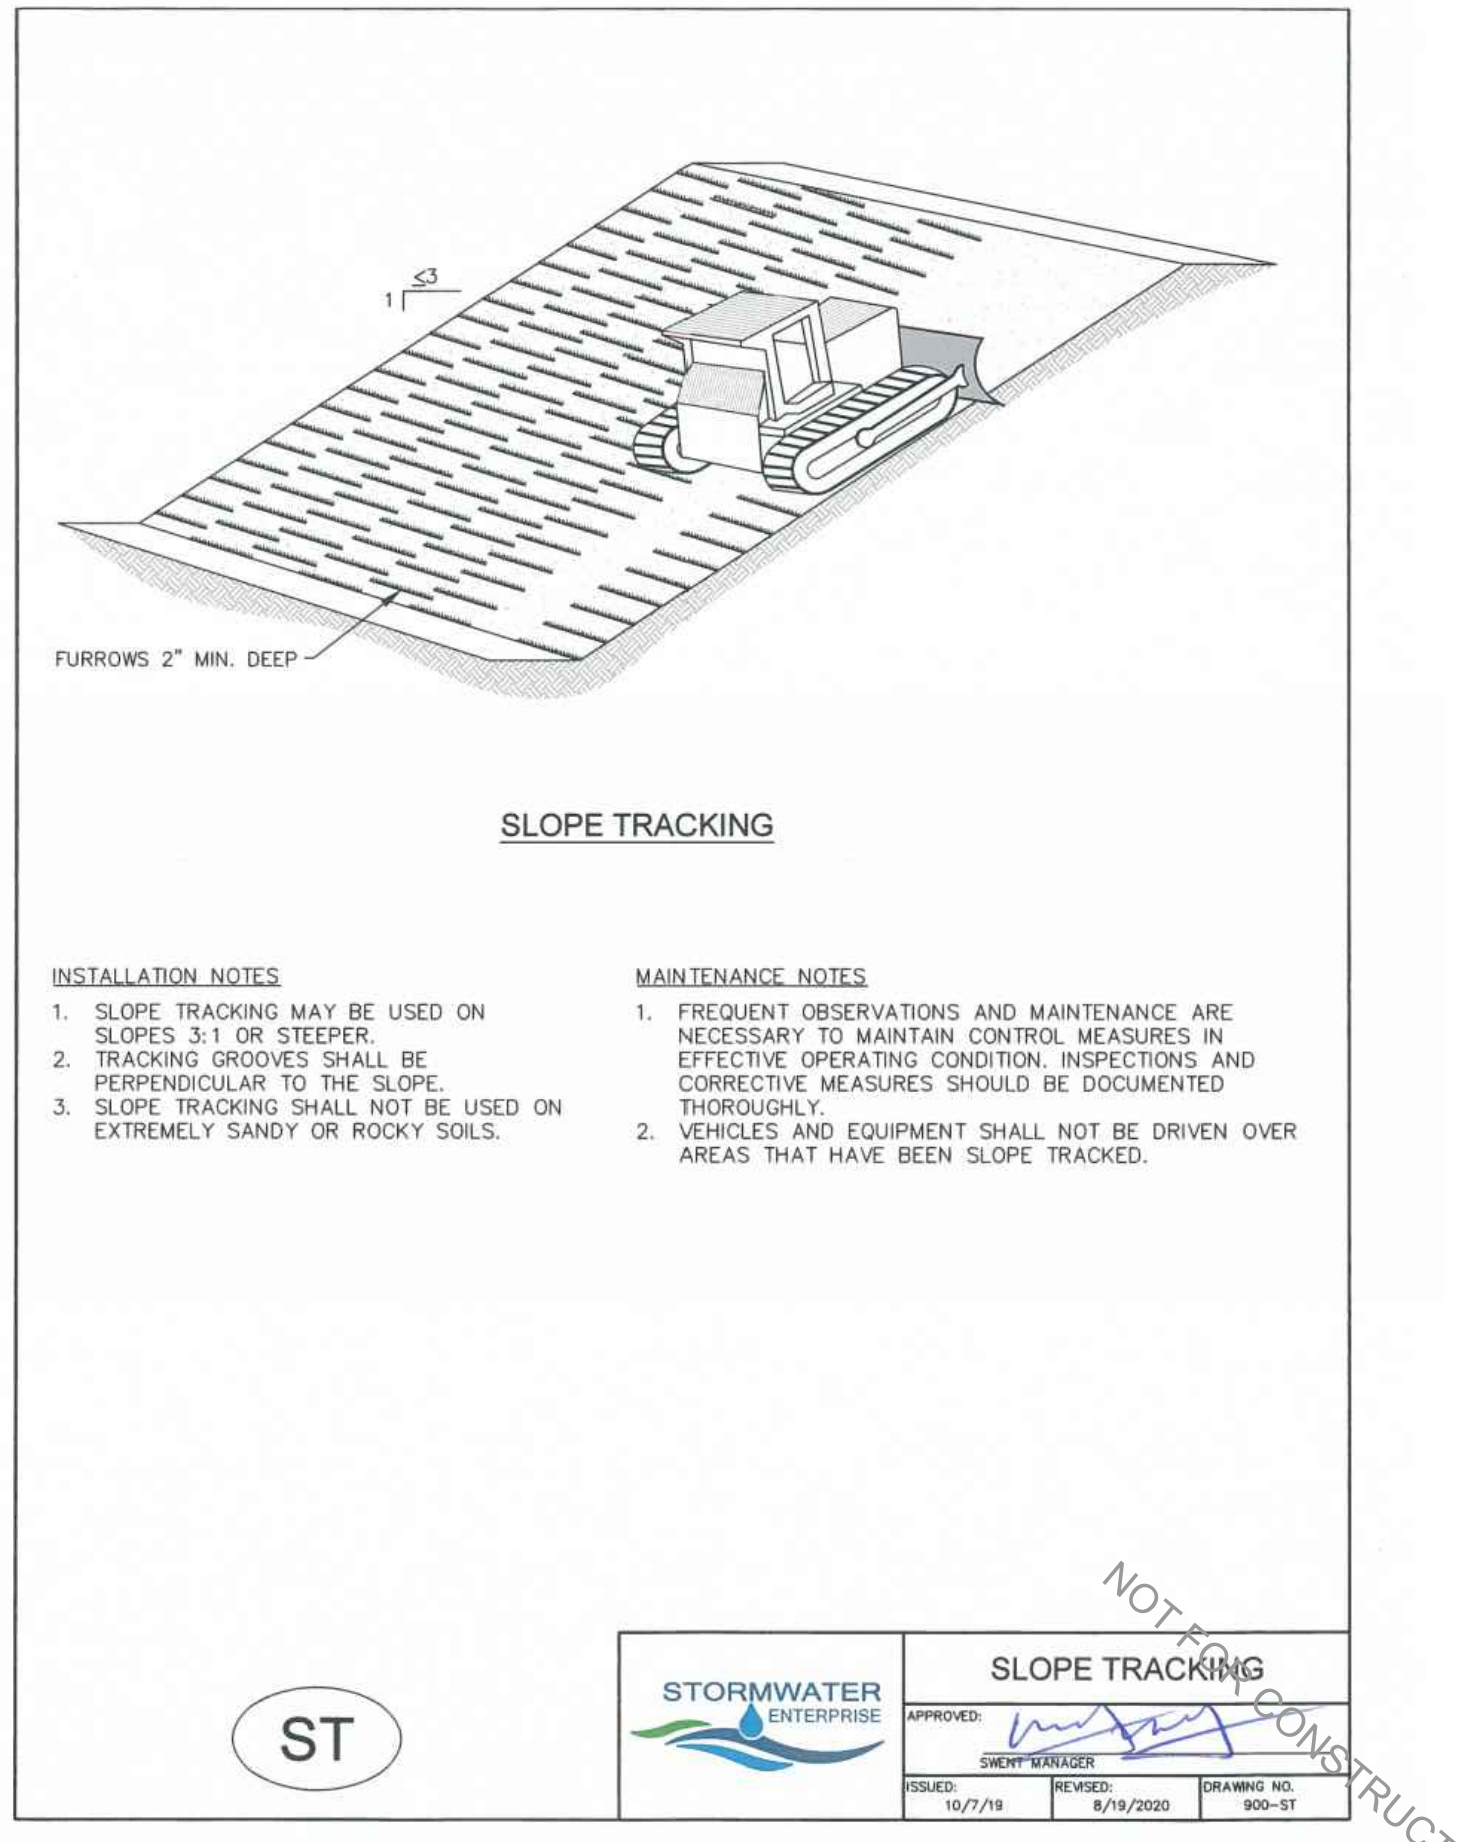 ≤3
1
FURROWS 2" MIN. DEEP
SLOPE TRACKING
INSTALLATION NOTES
1. SLOPE TRACKING MAY BE USED ON
SLOPES 3:1 OR STEEPER.
2. TRACKING GROOVES SHALL BE
PERPENDICULAR TO THE SLOPE.
3. SLOPE TRACKING SHALL NOT BE USED ON
EXTREMELY SANDY OR ROCKY SOILS.
MAINTENANCE NOTES
1. FREQUENT OBSERVATIONS AND MAINTENANCE ARE
NECESSARY TO MAINTAIN CONTROL MEASURES IN
EFFECTIVE OPERATING CONDITION. INSPECTIONS AND
CORRECTIVE MEASURES SHOULD BE DOCUMENTED
THOROUGHLY.
2. VEHICLES AND EQUIPMENT SHALL NOT BE DRIVEN OVER
AREAS THAT HAVE BEEN SLOPE TRACKED.
ST
STORMWATER
ENTERPRISE
SLOPE TRACKING
APPROVED:
SWENT MANAGER
ISSUED:
10/7/19
REVISED:
8/19/2020
DRAWING NO.
900-ST
NOT FOR CONSTRUCT